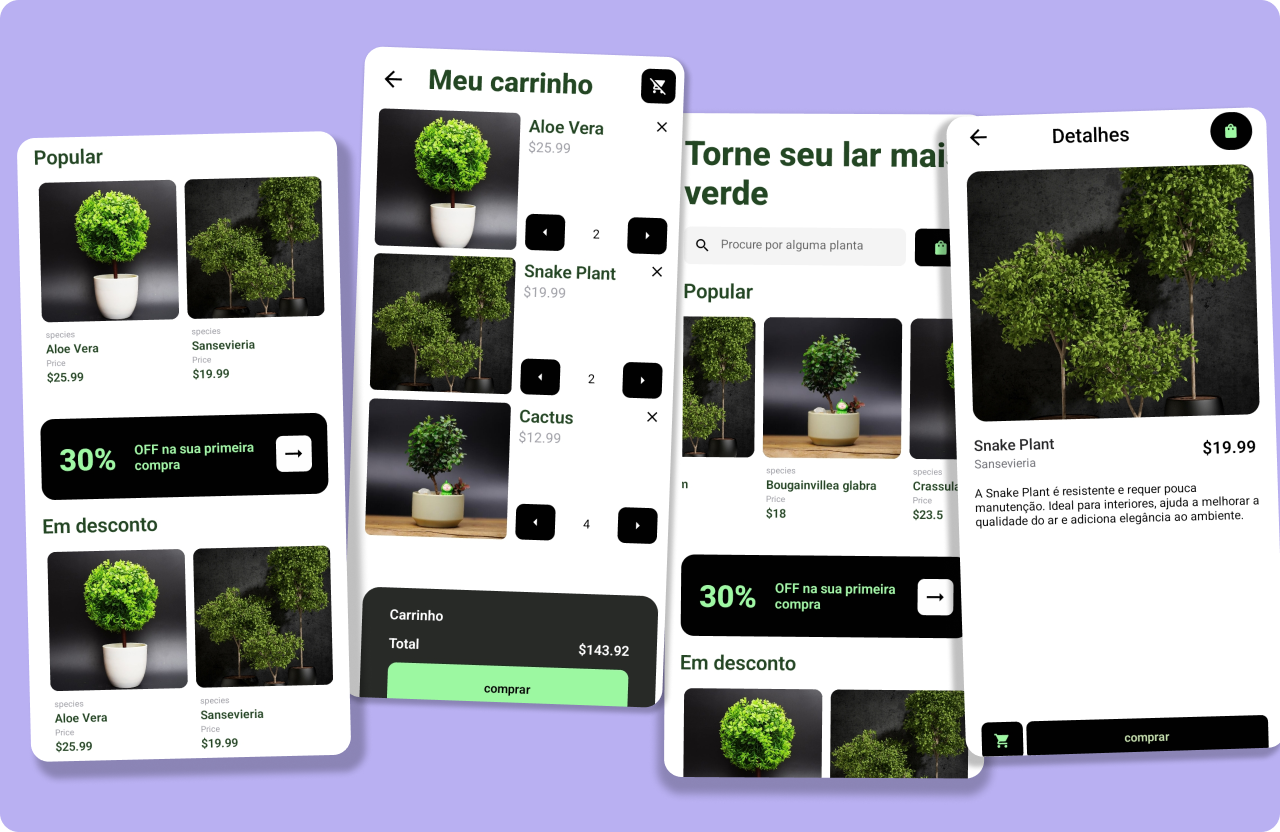 Popular
species
Aloe Vera
Price
$25.99
species
Sansevieria
Price
$19.99
30%
OFF na sua primeira
compra
Em desconto
species
Aloe Vera
Price
$25.99
species
Sansevieria
Price
$19.99
Meu carrinho
Aloe Vera
$25.99
2
Snake Plant
$19.99
2
Cactus
$12.99
4
Carrinho
Total
$143.92
comprar
Torne seu lar mai
verde
Procure por alguma planta
Popular
n
species
Bougainvillea glabra
Price
$18
species
Crassula
Price
$23.5
30%
OFF na sua primeira
compra
Em desconto
Detalhes
Snake Plant
$19.99
Sansevieria
A Snake Plant é resistente e requer pouca
manutenção. Ideal para interiores, ajuda a melhorar a
qualidade do ar e adiciona elegância ao ambiente.
comprar